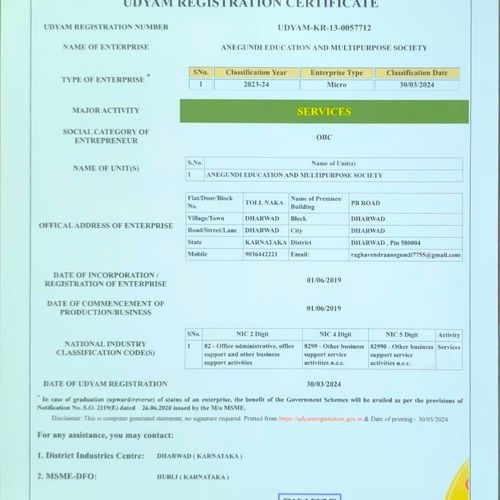 UDYAM REGISTRATION CERTIFICATE
UDYAM REGISTRATION NUMBER UDYAM-KR-13-0057712
NAME OF ENTERPRISE ANEGUNDI EDUCATION AND MULTIPURPOSE SOCIETY
TYPE OF ENTERPRISE *
SNo. Classification Year Enterprise Type Classification Date
1 2023-24 Micro 30/03/2024
MAJOR ACTIVITY SERVICES
SOCIAL CATEGORY OF ENTREPRENEUR OBC
NAME OF UNIT(S)
S.No. Name of Unit(s)
1 ANEGUNDI EDUCATION AND MULTIPURPOSE SOCIETY
OFFICAL ADDRESS OF ENTERPRISE
Flat/Door/Block No. TOLL NAKA Name of Premises/ Building PB ROAD
Village/Town DHARWAD Block DHARWAD
Road/Street/Lane DHARWAD City DHARWAD
State KARNATAKA District DHARWAD , Pin 580004
Mobile 9036442221 Email: raghavendraanegundi7755@gmail.com
DATE OF INCORPORATION / REGISTRATION OF ENTERPRISE 01/06/2019
DATE OF COMMENCEMENT OF PRODUCTION/BUSINESS 01/06/2019
NATIONAL INDUSTRY CLASSIFICATION CODE(S)
SNo. NIC 2 Digit NIC 4 Digit NIC 5 Digit Activity
1 82 - Office administrative, office support and other business support activities 8299 - Other business support service activities n.e.c. 82990 - Other business support service activities n.e.c. Services
DATE OF UDYAM REGISTRATION 30/03/2024
* In case of graduation (upward/reverse) of status of an enterprise, the benefit of the Government Schemes will be availed as per the provisions of
Notification No. S.O. 2119(E) dated 26.06.2020 issued by the M/o MSME.
Disclaimer: This is computer generated statement, no signature required. Printed from https://udyamregistration.gov.in & Date of printing:- 30/03/2024
For any assistance, you may contact:
1. District Industries Centre: DHARWAD ( KARNATAKA )
2. MSME-DFO: HUBLI ( KARNATAKA )